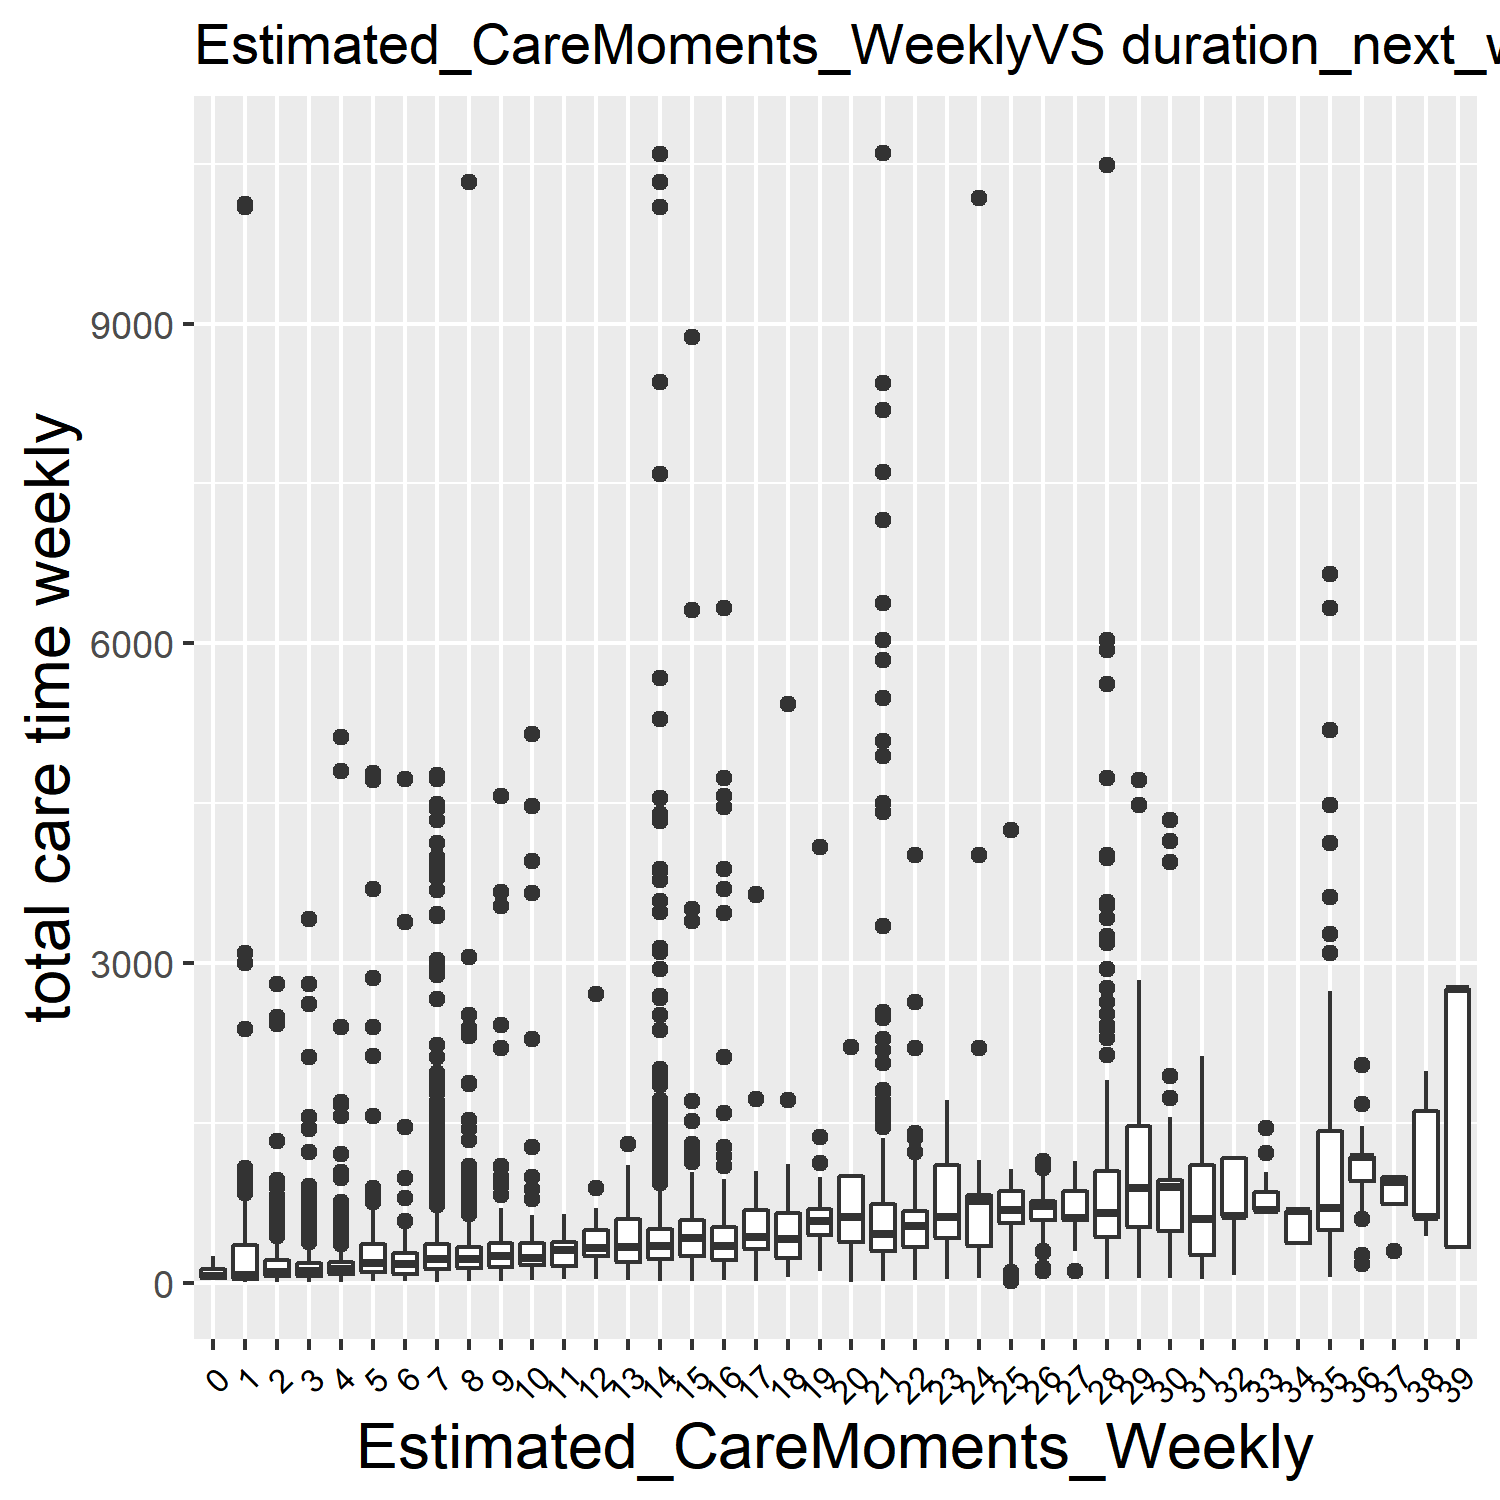 Estimated_CareMoments_WeeklyVS duration_next_w
total care time weekly
9000
6000
3000
0
0 1 2 3 4 5 6 7 8 9 10 11 12 13 14 15 16 17 18 19 20 21 22 23 24 25 26 27 28 29 30 31 32 33 34 35 36 37 38 39
Estimated_CareMoments_Weekly